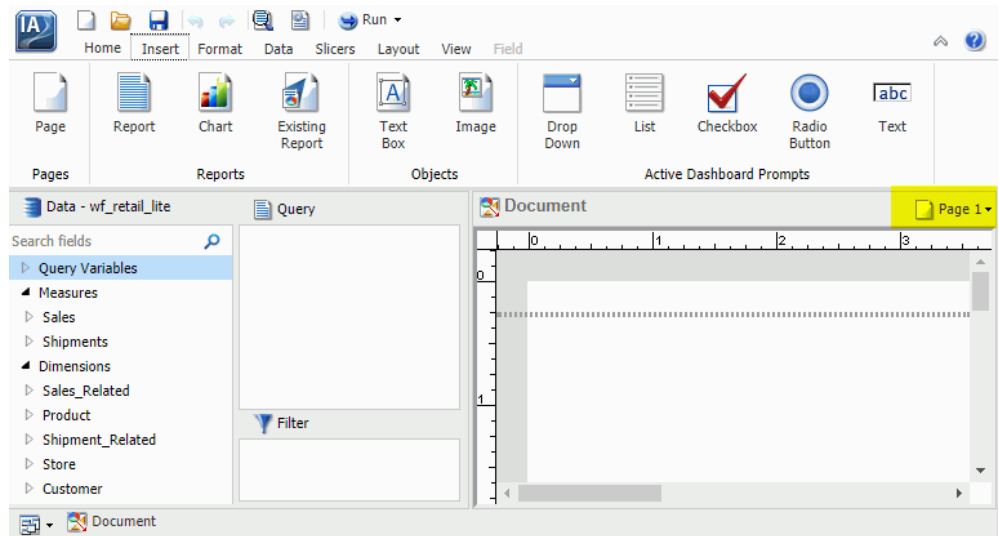 IA
Run
Home Insert Format Data Slicers Layout View Field
Page
Report
Chart
Existing
Report
Text
Box
Image
Drop
Down
List
Checkbox
Radio
Button
abc
Text
Pages
Reports
Objects
Active Dashboard Prompts
Data - wf_retail_lite
Query
Document
Page 1
Search fields
0 1 2 3
Query Variables
0
Measures
Sales
Shipments
Dimensions
Sales_Related
1
Product
Filter
Shipment_Related
Store
Customer
Document